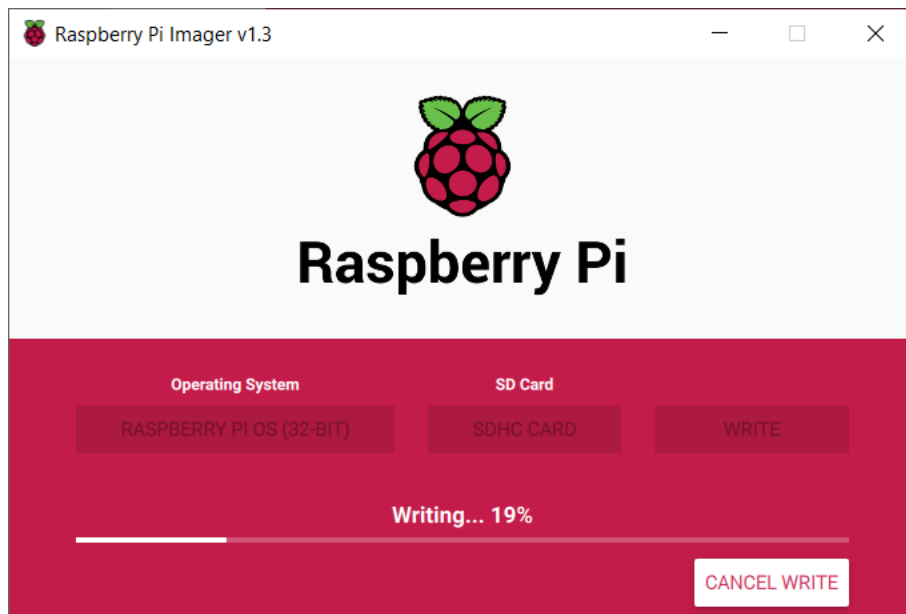 Raspberry Pi Imager v1.3
Raspberry Pi
Operating System
SD Card
RASPBERRY PI OS (32-BIT)
SDHC CARD
WRITE
Writing... 19%
CANCEL WRITE